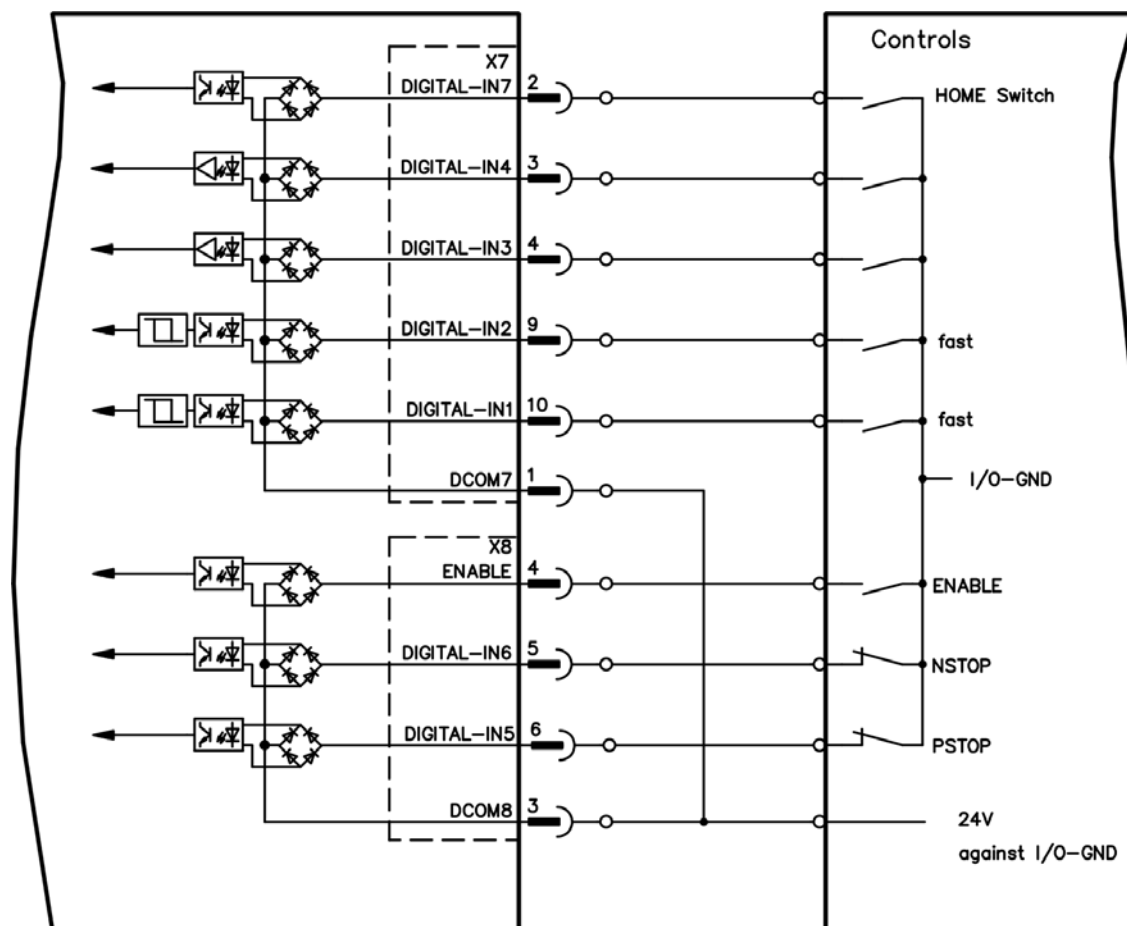 Controls
X7
DIGITAL-IN7 2 HOME Switch
DIGITAL-IN4 3
DIGITAL-IN3 4
DIGITAL-IN2 9 fast
DIGITAL-IN1 10 fast
DCOM7 1 I/O-GND
X8
ENABLE 4 ENABLE
DIGITAL-IN6 5 NSTOP
DIGITAL-IN5 6 PSTOP
DCOM8 3 24V
against I/O-GND